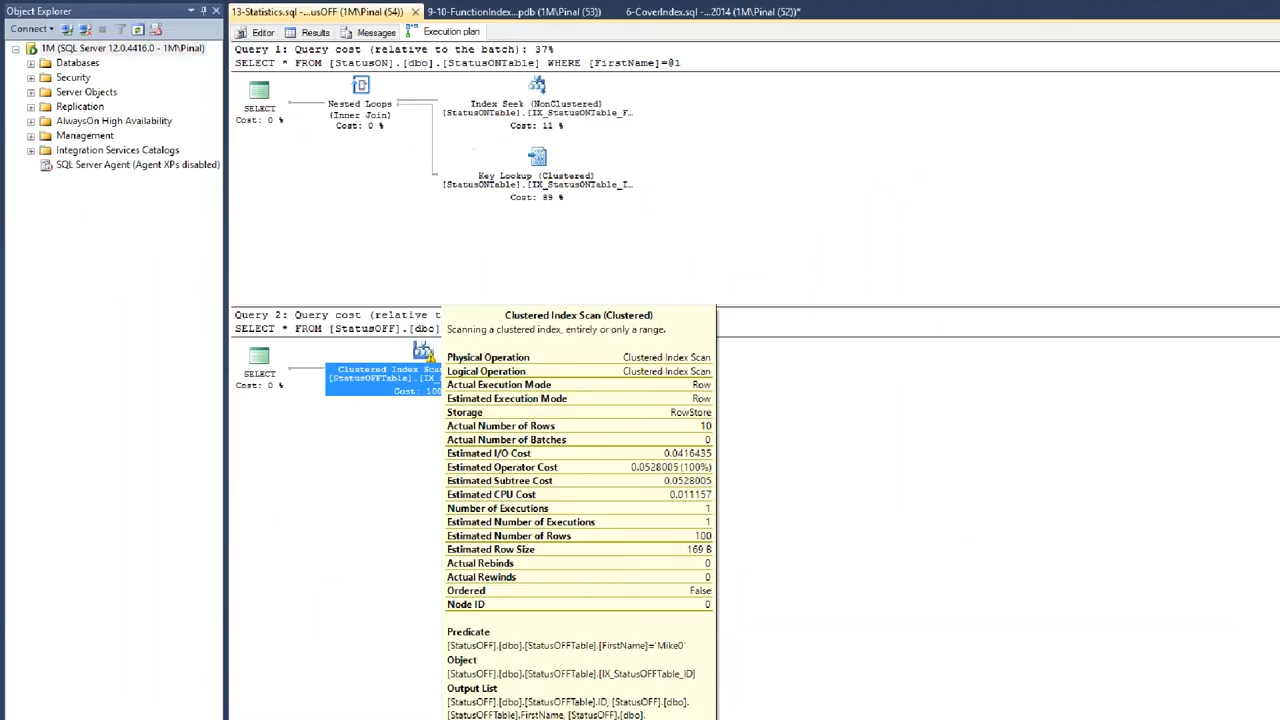 13-Statistics.sql -...usOFF (1M\Pinal (54))
9-10-FunctionIndex...pdb (1M\Pinal (53))
6-CoverIndex.sql -...2014 (1M\Pinal (52))*
Object Explorer
Connect
Editor
Results
Messages
Execution plan
1M (SQL Server 12.0.4416.0 - 1M\Pinal)
Databases
Security
Server Objects
Replication
AlwaysOn High Availability
Management
Integration Services Catalogs
SQL Server Agent (Agent XPs disabled)
Query 1: Query cost (relative to the batch): 37%
SELECT * FROM [StatusON].[dbo].[StatusONTable] WHERE [FirstName]=@1
SELECT
Cost: 0 %
Nested Loops
(Inner Join)
Cost: 0 %
Index Seek (NonClustered)
[StatusONTable].[IX_StatusONTable_F…
Cost: 11 %
Key Lookup (Clustered)
[StatusONTable].[IX_StatusONTable_I…
Cost: 89 %
Query 2: Query cost (relative t
SELECT * FROM [StatusOFF].[dbo]
SELECT
Cost: 0 %
Clustered Index Sca
[StatusOFFTable].[IX_
Cost: 100
Clustered Index Scan (Clustered)
Scanning a clustered index, entirely or only a range.
Physical Operation Clustered Index Scan
Logical Operation Clustered Index Scan
Actual Execution Mode Row
Estimated Execution Mode Row
Storage RowStore
Actual Number of Rows 10
Actual Number of Batches 0
Estimated I/O Cost 0.0416435
Estimated Operator Cost 0.0528005 (100%)
Estimated Subtree Cost 0.0528005
Estimated CPU Cost 0.011157
Number of Executions 1
Estimated Number of Executions 1
Estimated Number of Rows 100
Estimated Row Size 169 B
Actual Rebinds 0
Actual Rewinds 0
Ordered False
Node ID 0
Predicate
[StatusOFF].[dbo].[StatusOFFTable].[FirstName]='Mike0'
Object
[StatusOFF].[dbo].[StatusOFFTable].[IX_StatusOFFTable_ID]
Output List
[StatusOFF].[dbo].[StatusOFFTable].ID, [StatusOFF].[dbo].
[StatusOFFTable].FirstName, [StatusOFF].[dbo].